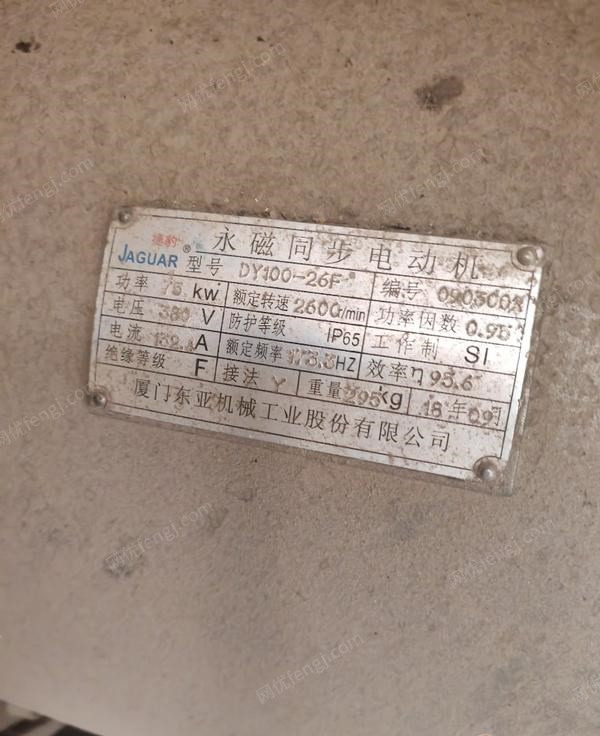 捷豹 JAGUAR ® 永磁同步电动机
型号 DY100-26F 编号
功率 75 kw 额定转速 2600r/min 功率因数 0.95
电压 380 V 防护等级 IP65 工作制 SI
电流 132.4 A 额定频率 173.3HZ 效率η 95.6
绝缘等级 F 接法 Y 重量 295kg 18年09月
厦门东亚机械工业股份有限公司